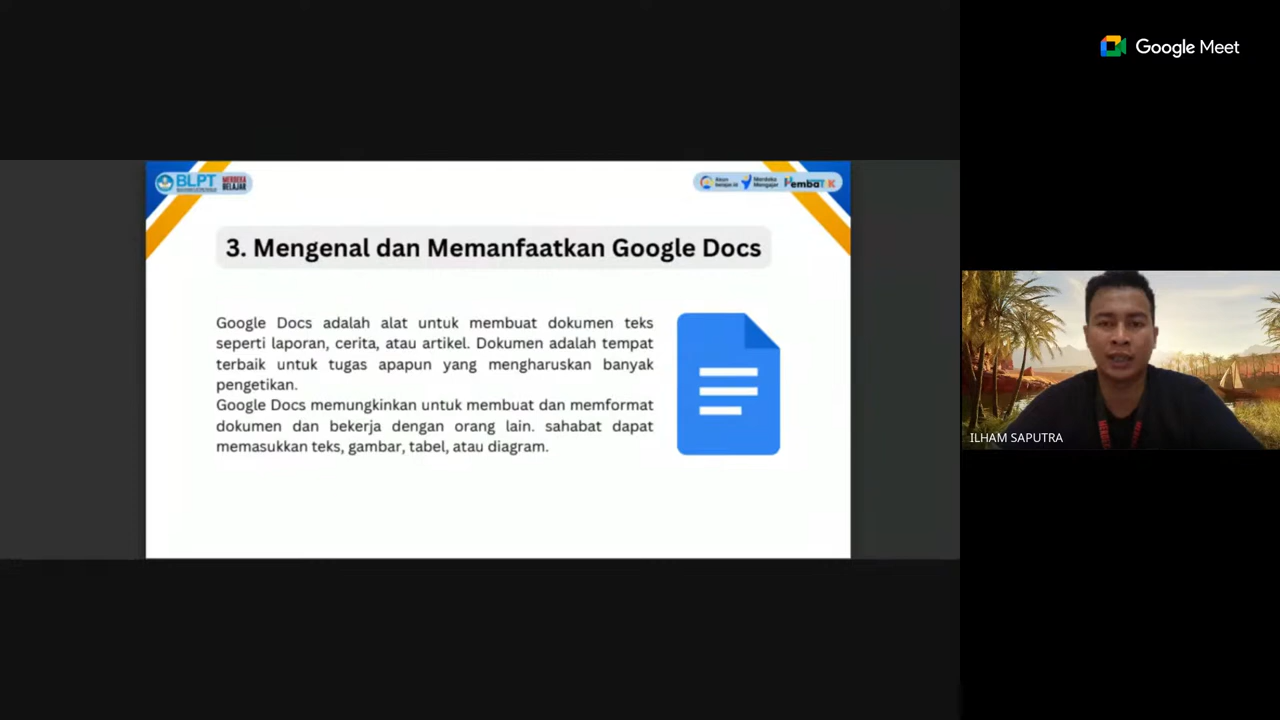 Google Meet
BLPT
MERDEKA
BELAJAR
Akun
belajar.id
Merdeka
Mengajar
3. Mengenal dan Memanfaatkan Google Docs
Google Docs adalah alat untuk membuat dokumen teks
seperti laporan, cerita, atau artikel. Dokumen adalah tempat
terbaik untuk tugas apapun yang mengharuskan banyak
pengetikan.
Google Docs memungkinkan untuk membuat dan memformat
dokumen dan bekerja dengan orang lain. sahabat dapat
memasukkan teks, gambar, tabel, atau diagram.
ILHAM SAPUTRA